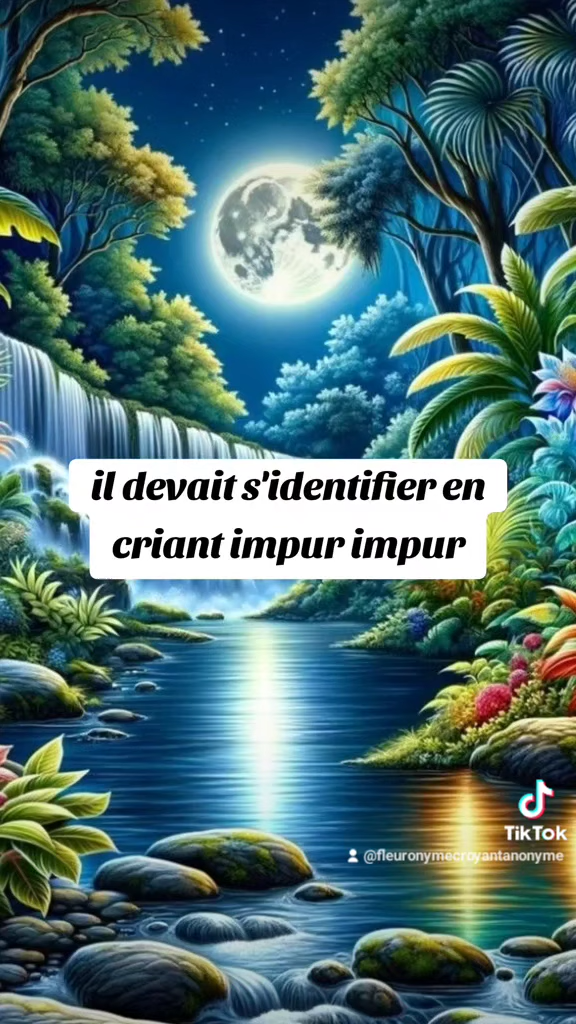 il devait s'identifier en
criant impur impur
TikTok
@fleuronymecroyantanonyme